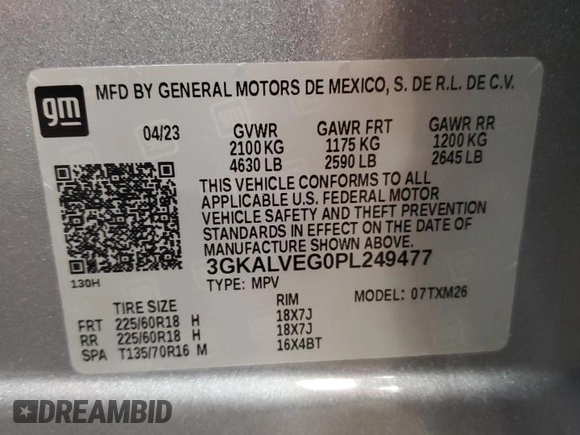 gm
MFD BY GENERAL MOTORS DE MEXICO, S. DE R.L. DE C.V.
04/23 GVWR GAWR FRT GAWR RR
2100 KG 1175 KG 1200 KG
4630 LB 2590 LB 2645 LB
THIS VEHICLE CONFORMS TO ALL
APPLICABLE U.S. FEDERAL MOTOR
VEHICLE SAFETY AND THEFT PREVENTION
STANDARDS IN EFFECT ON THE DATE OF
MANUFACTURE SHOWN ABOVE.
3GKALVEG0PL249477
130H
TYPE: MPV MODEL: 07TXM26
TIRE SIZE RIM
FRT 225/60R18 H 18X7J
RR 225/60R18 H 18X7J
SPA T135/70R16 M 16X4BT
DREAMBID